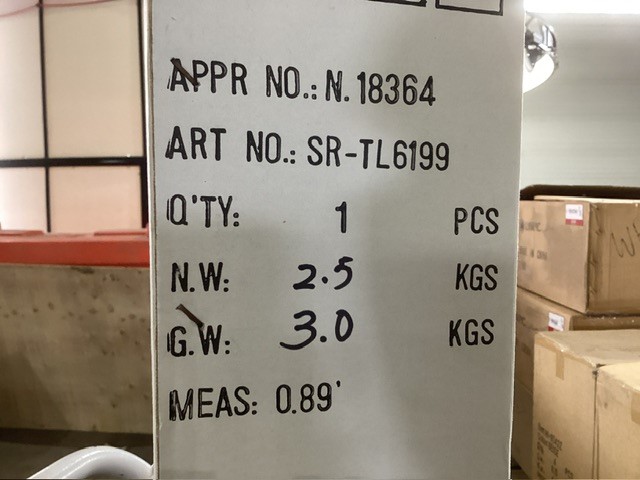 APPR NO.: N. 18364
ART NO.: SR-TL6199
Q'TY: 1 PCS
N.W: 2.5 KGS
G.W: 3.0 KGS
MEAS: 0.89'